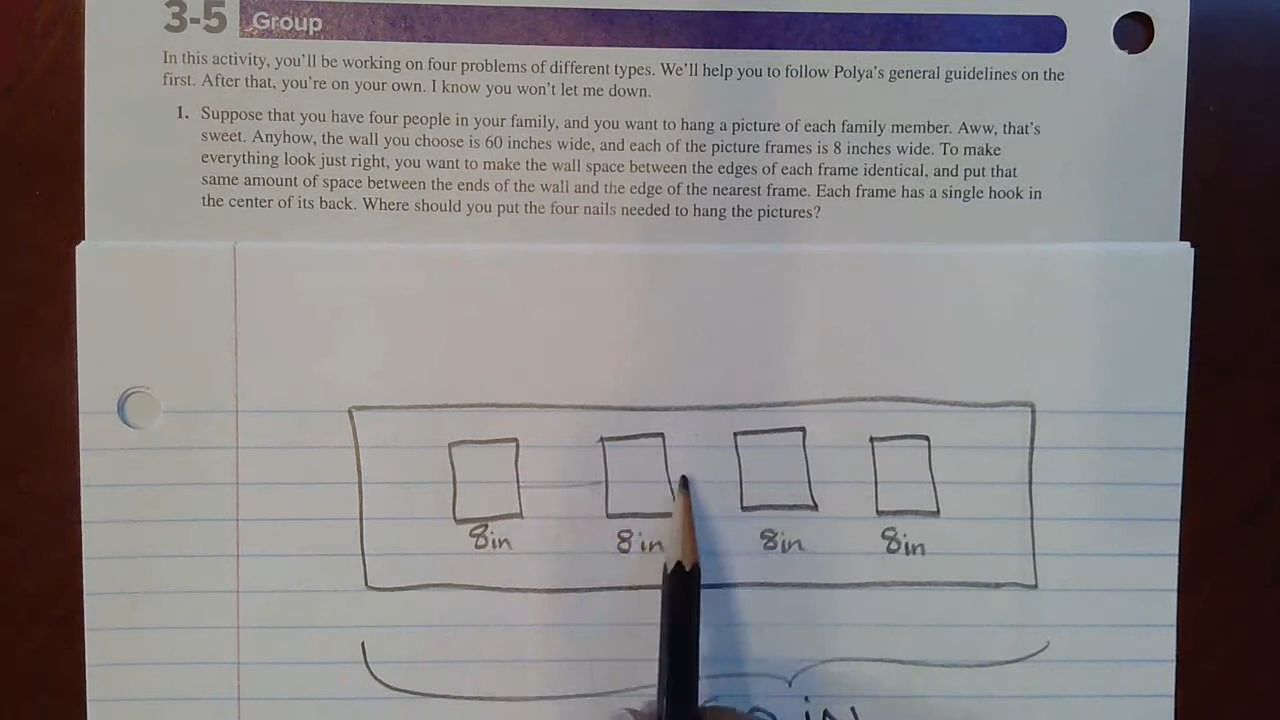 3-5 Group
In this activity, you'll be working on four problems of different types. We'll help you to follow Polya's general guidelines on the
first. After that, you're on your own. I know you won't let me down.
1. Suppose that you have four people in your family, and you want to hang a picture of each family member. Aww, that's
sweet. Anyhow, the wall you choose is 60 inches wide, and each of the picture frames is 8 inches wide. To make
everything look just right, you want to make the wall space between the edges of each frame identical, and put that
same amount of space between the ends of the wall and the edge of the nearest frame. Each frame has a single hook in
the center of its back. Where should you put the four nails needed to hang the pictures?
8in 8in 8in 8in
in